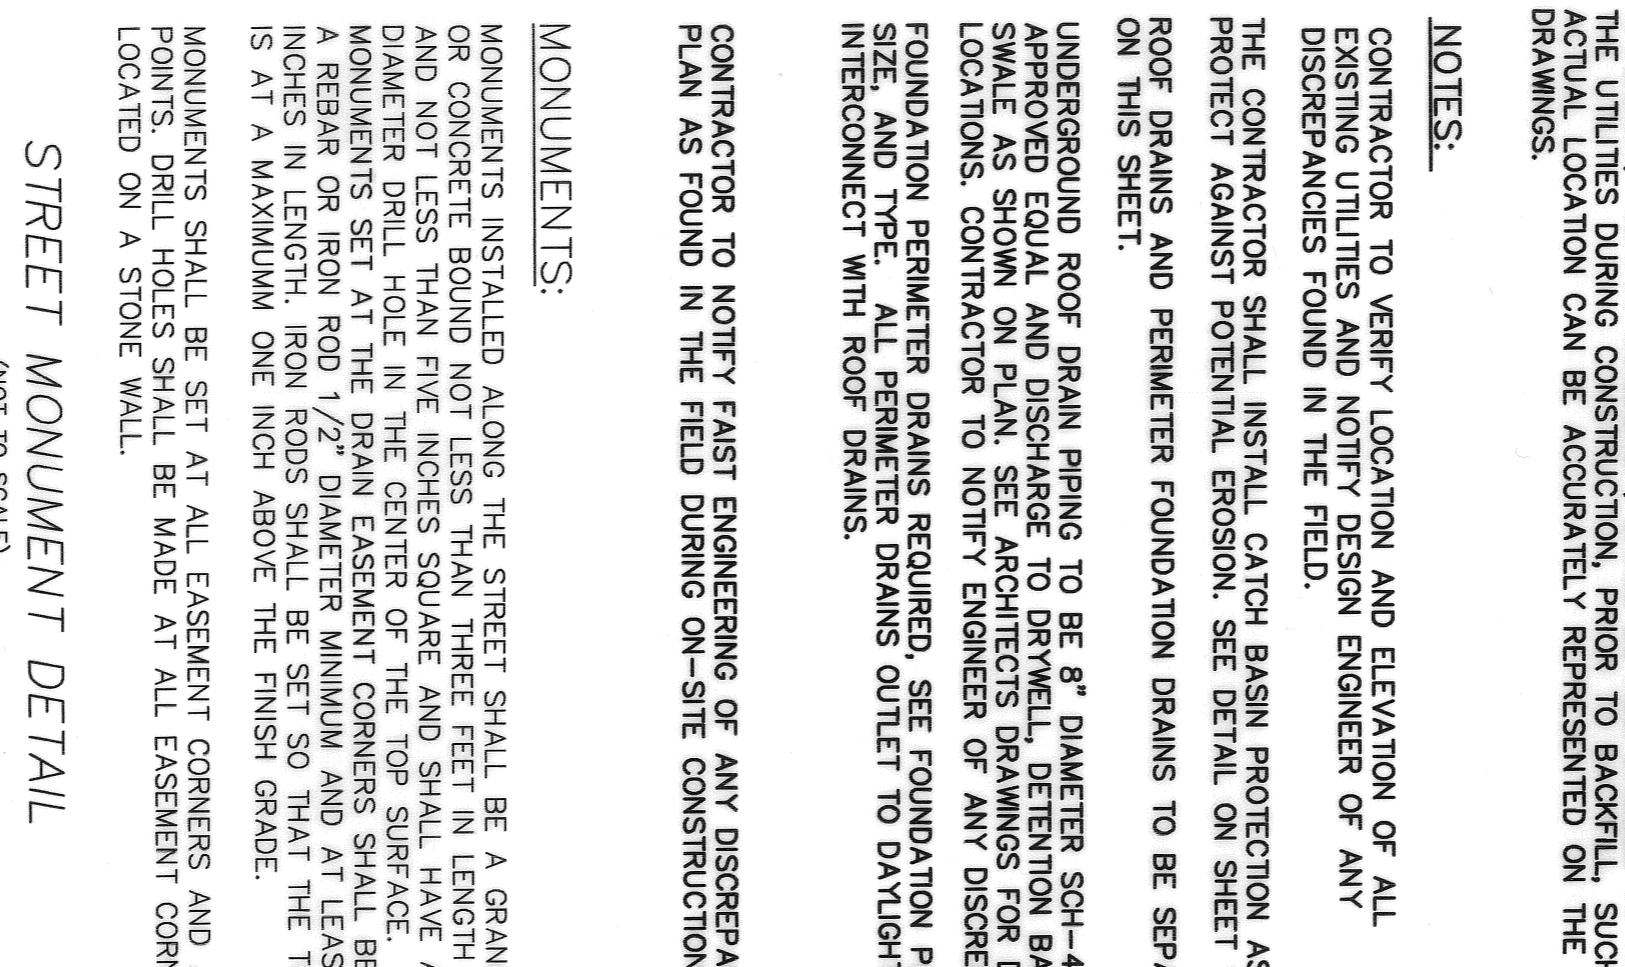 THE UTILITIES DURING CONSTRUCTION, PRIOR TO BACKFILL, SUCH
ACTUAL LOCATION CAN BE ACCURATELY REPRESENTED ON THE
DRAWINGS.
NOTES:
CONTRACTOR TO VERIFY LOCATION AND ELEVATION OF ALL
EXISTING UTILITIES AND NOTIFY DESIGN ENGINEER OF ANY
DISCREPANCIES FOUND IN THE FIELD.
THE CONTRACTOR SHALL INSTALL CATCH BASIN PROTECTION AS
PROTECT AGAINST POTENTIAL EROSION. SEE DETAIL ON SHEET
ROOF DRAINS AND PERIMETER FOUNDATION DRAINS TO BE SEPA
ON THIS SHEET.
UNDERGROUND ROOF DRAIN PIPING TO BE 8" DIAMETER SCH-4
APPROVED EQUAL AND DISCHARGE TO DRYWELL, DETENTION BA
SWALE AS SHOWN ON PLAN. SEE ARCHITECTS DRAWINGS FOR D
LOCATIONS. CONTRACTOR TO NOTIFY ENGINEER OF ANY DISCRE
FOUNDATION PERIMETER DRAINS REQUIRED, SEE FOUNDATION P
SIZE, AND TYPE. ALL PERIMETER DRAINS OUTLET TO DAYLIGHT
INTERCONNECT WITH ROOF DRAINS.
CONTRACTOR TO NOTIFY FAIST ENGINEERING OF ANY DISCREPA
PLAN AS FOUND IN THE FIELD DURING ON-SITE CONSTRUCTION
MONUMENTS:
MONUMENTS INSTALLED ALONG THE STREET SHALL BE A GRAN
OR CONCRETE BOUND NOT LESS THAN THREE FEET IN LENGTH
AND NOT LESS THAN FIVE INCHES SQUARE AND SHALL HAVE A
DIAMETER DRILL HOLE IN THE CENTER OF THE TOP SURFACE.
MONUMENTS SET AT THE DRAIN EASEMENT CORNERS SHALL BE
A REBAR OR IRON ROD 1/2" DIAMETER MINIMUM AND AT LEAS
INCHES IN LENGTH. IRON RODS SHALL BE SET SO THAT THE T
IS AT A MAXIMUMM ONE INCH ABOVE THE FINISH GRADE.
MONUMENTS SHALL BE SET AT ALL EASEMENT CORNERS AND
POINTS. DRILL HOLES SHALL BE MADE AT ALL EASEMENT CORN
LOCATED ON A STONE WALL.
STREET MONUMENT DETAIL
(NOT TO SCALE)